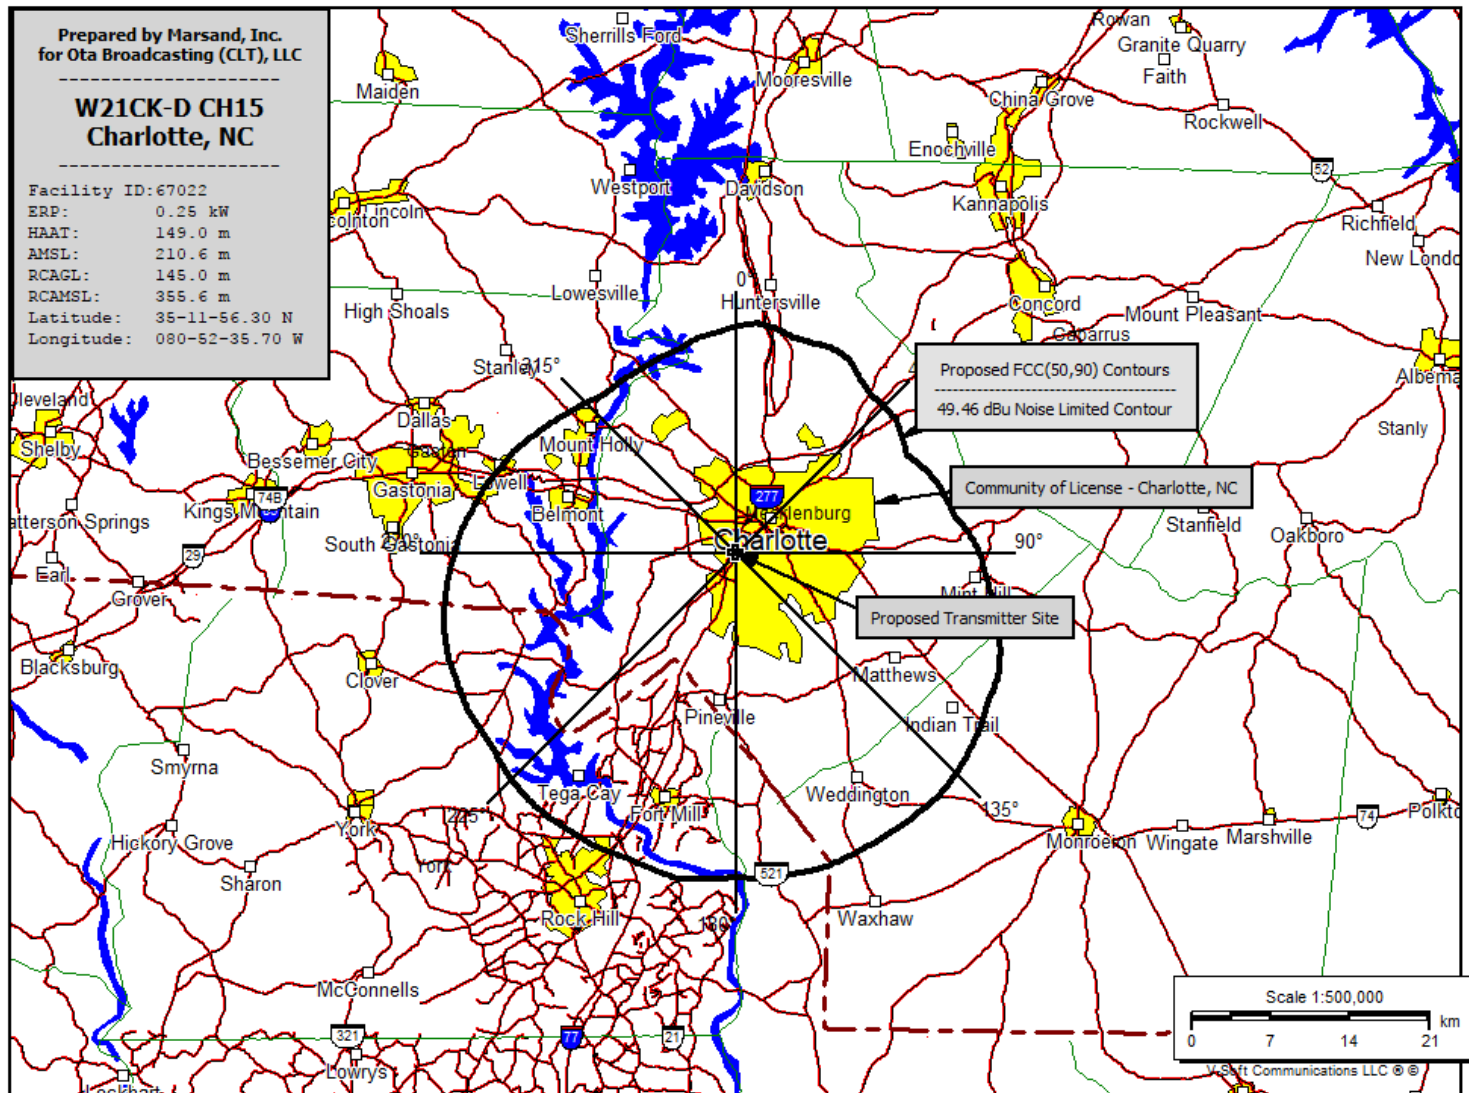 Prepared by Marsand, Inc.
for Ota Broadcasting (CLT), LLC
W21CK-D CH15
Charlotte, NC
Facility ID:67022
ERP: 0.25 kW
HAAT: 149.0 m
AMSL: 210.6 m
RCAGL: 145.0 m
RCAMSL: 355.6 m
Latitude: 35-11-56.30 N
Longitude: 080-52-35.70 W
Sherrills Ford
Rowan
Granite Quarry
Faith
Mooresville
Maiden
China Grove
Rockwell
Enochville
52
Westport
Davidson
Kannapolis
Lincoln
colnton
Richfield
New Londo
0°
Lowesville
Huntersville
High Shoals
Concord
Mount Pleasant
Cabarrus
Stanley
315°
Proposed FCC(50,90) Contours
49.46 dBu Noise Limited Contour
Albema
leveland
Dallas
Stanly
Shelby
Mount Holly
Bessemer City
Gaston
Lowell
Gastonia
Community of License - Charlotte, NC
74B
277
Kings Mountain
Belmont
Mecklenburg
atterson Springs
Stanfield
Oakboro
South Gastonia
Charlotte
90°
29
Earl
Grover
Mint Hill
Proposed Transmitter Site
Blacksburg
Clover
Matthews
Pineville
Indian Trail
Smyrna
Tega Cay
Weddington
225°
Fort Mill
135°
York
Hickory Grove
Monroe
Wingate
Marshville
74
Polkto
York
Sharon
521
Rock Hill
180°
Waxhaw
McConnells
Scale 1:500,000
km
0 7 14 21
321
77
21
Lowrys
V-Soft Communications LLC ® ©
Lockhart